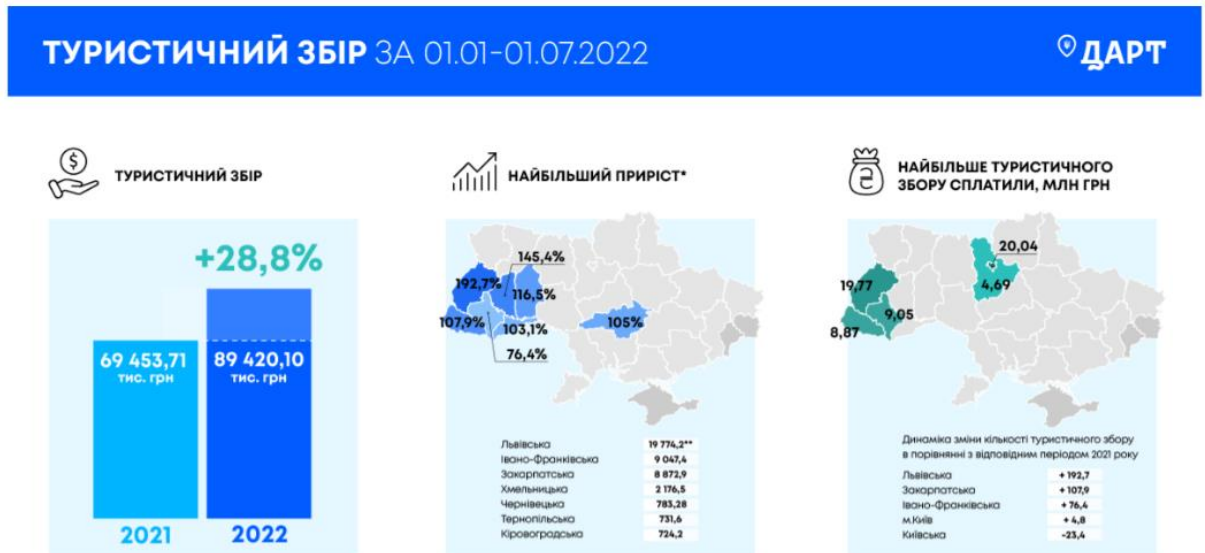 ТУРИСТИЧНИЙ ЗБІР ЗА 01.01-01.07.2022
ДАРТ
ТУРИСТИЧНИЙ ЗБІР
+28,8%
69 453,71
тис. грн
89 420,10
тис. грн
2021
2022
НАЙБІЛЬШИЙ ПРИРІСТ*
145,4%
192,7%
116,5%
107,9%
103,1%
105%
76,4%
Львівська 19 774,2**
Івано-Франківська 9 047,4
Закарпатська 8 872,9
Хмельницька 2 176,5
Чернівецька 783,28
Тернопільська 731,6
Кіровоградська 724,2
НАЙБІЛЬШЕ ТУРИСТИЧНОГО
ЗБОРУ СПЛАТИЛИ, МЛН ГРН
20,04
19,77
4,69
9,05
8,87
Динаміка зміни кількості туристичного збору
в порівнянні з відповідним періодом 2021 року
Львівська + 192,7
Закарпатська + 107,9
Івано-Франківська + 76,4
м.Київ + 4,8
Київська -23,4